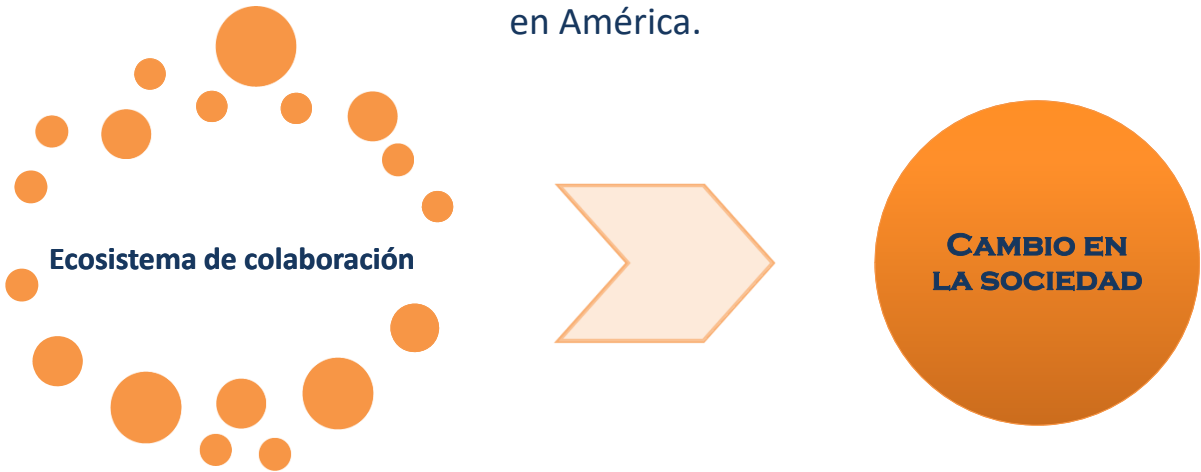 en América.
Ecosistema de colaboración
CAMBIO EN
LA SOCIEDAD